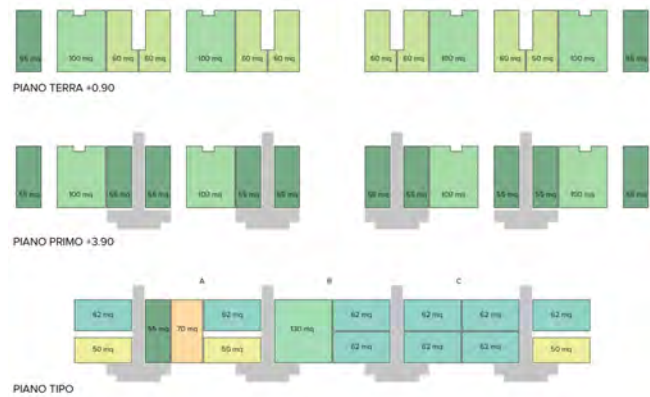 55 mq 100 mq 60 mq 60 mq 100 mq 60 mq 60 mq 60 mq 60 mq 100 mq 60 mq 50 mq 100 mq 55 mq
PIANO TERRA +0.90
55 mq 100 mq 55 mq 55 mq 100 mq 55 mq 55 mq 55 mq 55 mq 100 mq 55 mq 55 mq 100 mq 55 mq
PIANO PRIMO +3.90
A B C
62 mq 62 mq 62 mq 62 mq 62 mq 62 mq
55 mq 70 mq 130 mq
50 mq 50 mq 62 mq 62 mq 62 mq 50 mq
PIANO TIPO